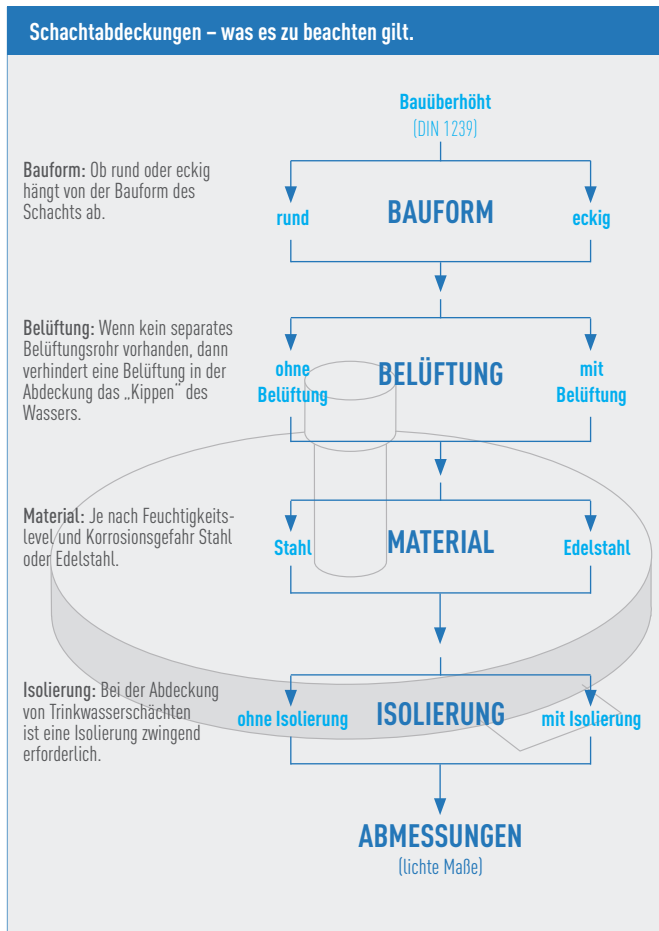 Schachtabdeckungen – was es zu beachten gilt.
Bauüberhöht
(DIN 1239)
Bauform: Ob rund oder eckig
hängt von der Bauform des
Schachts ab.
rund
BAUFORM
eckig
Belüftung: Wenn kein separates
Belüftungsrohr vorhanden, dann
verhindert eine Belüftung in der
Abdeckung das „Kippen“ des
Wassers.
ohne
Belüftung
BELÜFTUNG
mit
Belüftung
Material: Je nach Feuchtigkeits-
level und Korrosionsgefahr Stahl
oder Edelstahl.
Stahl
MATERIAL
Edelstahl
Isolierung: Bei der Abdeckung
von Trinkwasserschächten
ist eine Isolierung zwingend
erforderlich.
ohne Isolierung
ISOLIERUNG
mit Isolierung
ABMESSUNGEN
(lichte Maße)